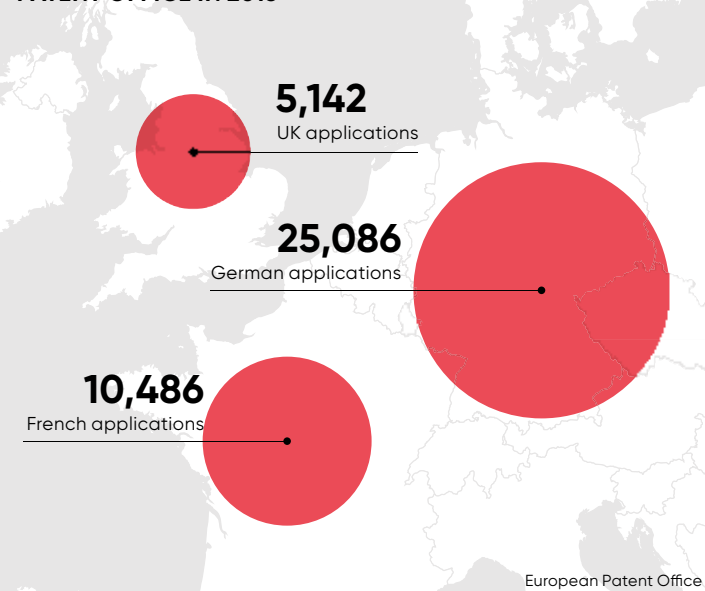 5,142
UK applications
25,086
German applications
10,486
French applications
European Patent Office